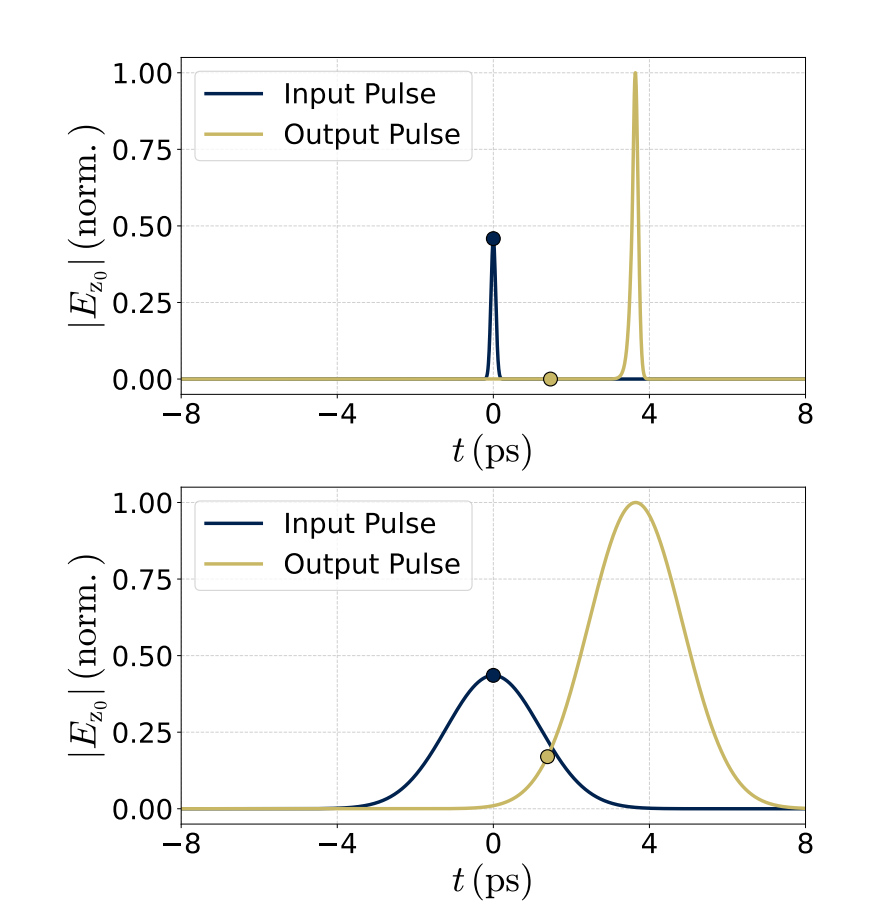 1.00
0.75
0.50
0.25
0.00
|E_{z_0}| (norm.)
Input Pulse
Output Pulse
−8 −4 0 4 8
t (ps)
1.00
0.75
0.50
0.25
0.00
|E_{z_0}| (norm.)
Input Pulse
Output Pulse
−8 −4 0 4 8
t (ps)